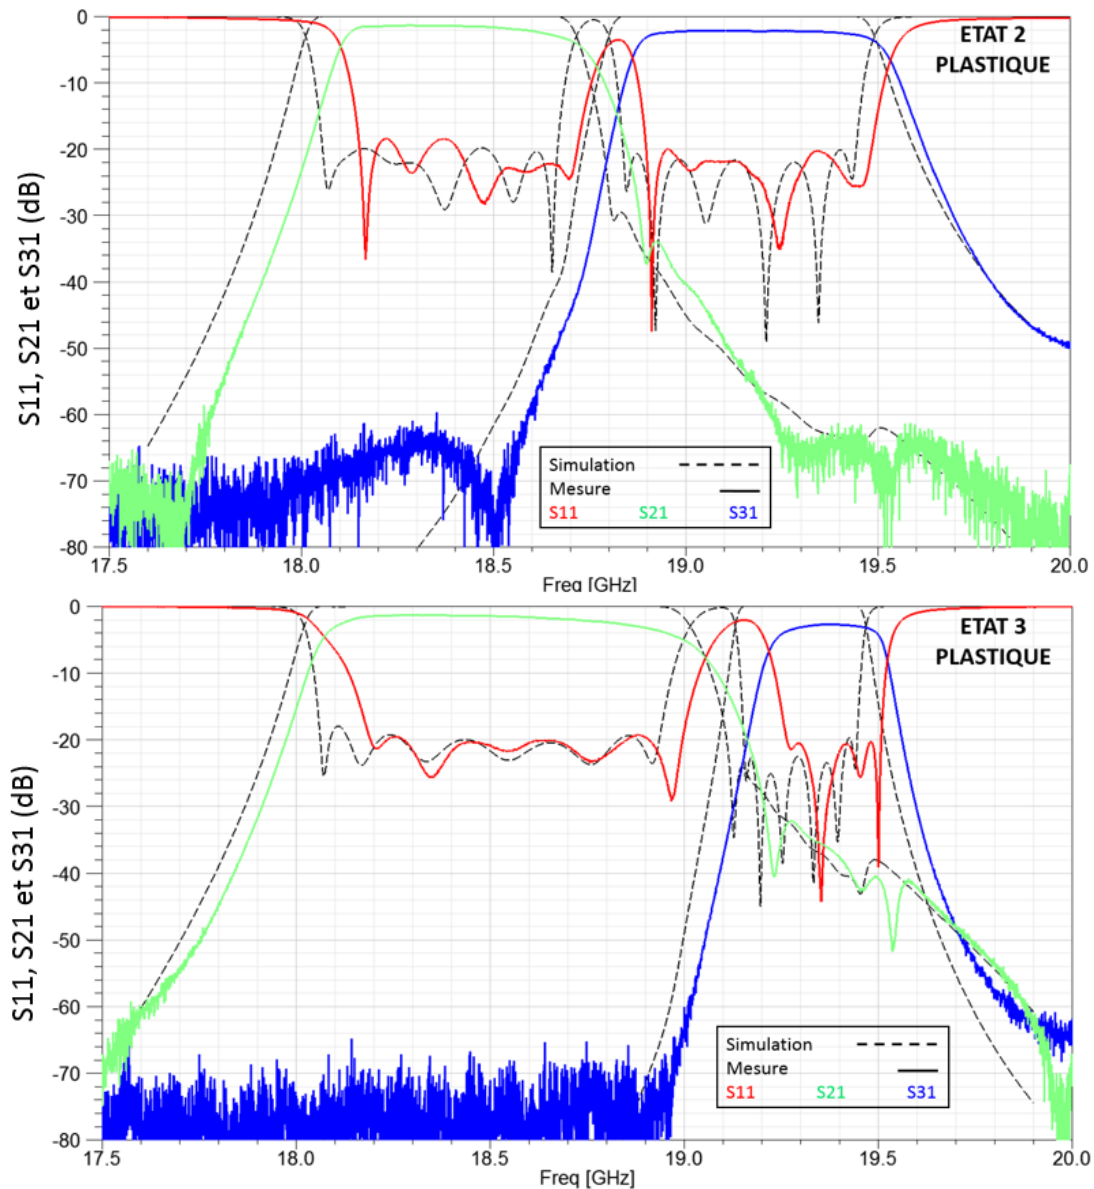 ETAT 2
PLASTIQUE
S11, S21 et S31 (dB)
0
-10
-20
-30
-40
-50
-60
-70
-80
Simulation
Mesure
S11 S21 S31
17.5 18.0 18.5 19.0 19.5 20.0
Freq [GHz]
ETAT 3
PLASTIQUE
S11, S21 et S31 (dB)
0
-10
-20
-30
-40
-50
-60
-70
-80
Simulation
Mesure
S11 S21 S31
17.5 18.0 18.5 19.0 19.5 20.0
Freq [GHz]